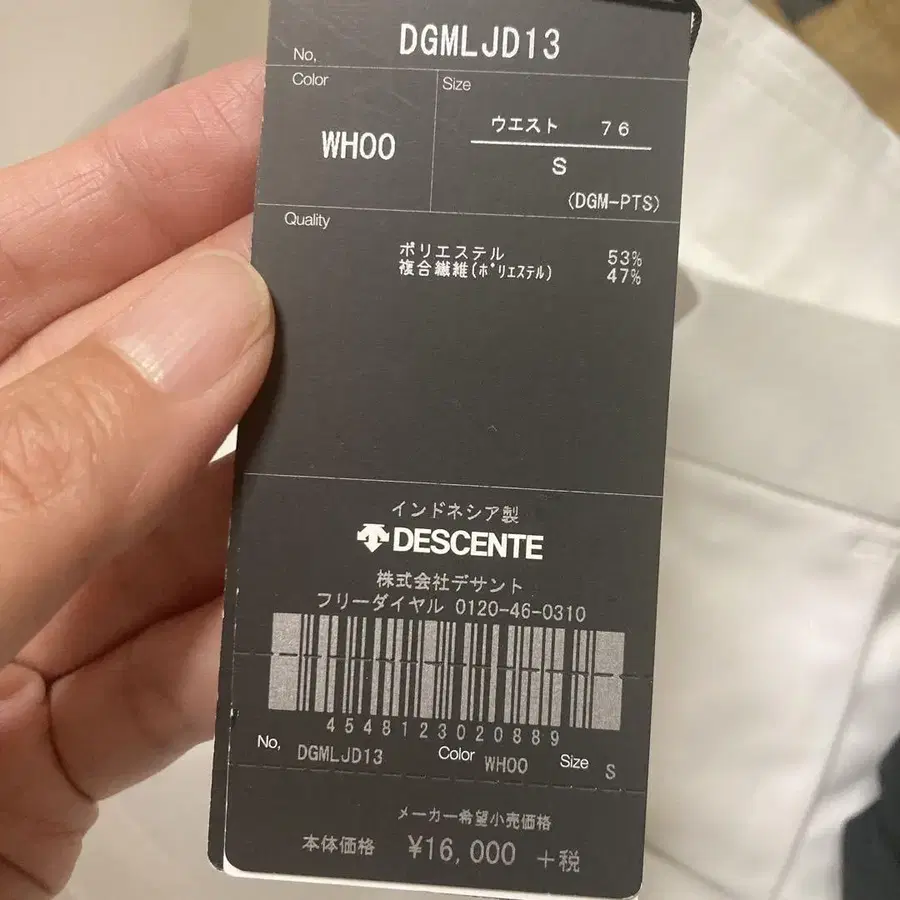 No, DGMLJD13
Color Size
WH00
ウエスト 76
S
(DGM-PTS)
Quality
ポリエステル 53%
複合繊維(ﾎﾟﾘｴｽﾃﾙ) 47%
インドネシア製
DESCENTE
株式会社デサント
フリーダイヤル 0120-46-0310
4548123020889
No, DGMLJD13 Color WH00 Size S
メーカー希望小売価格
本体価格 ¥16,000 +税